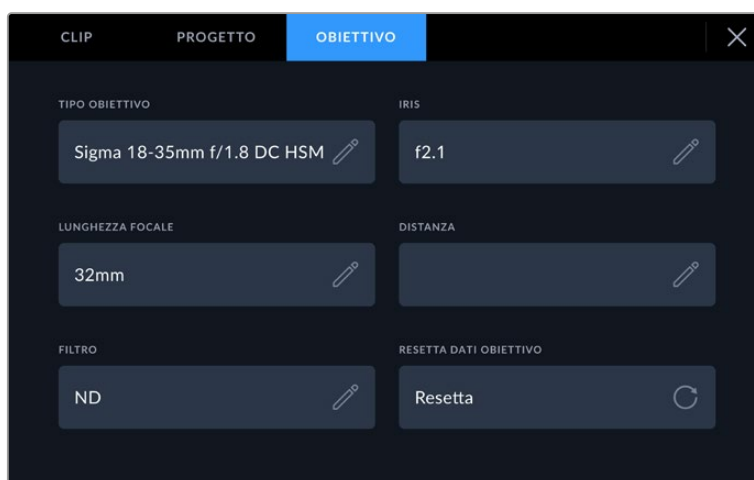 CLIP PROGETTO OBIETTIVO
TIPO OBIETTIVO IRIS
Sigma 18-35mm f/1.8 DC HSM f2.1
LUNGHEZZA FOCALE DISTANZA
32mm
FILTRO RESETTA DATI OBIETTIVO
ND Resetta